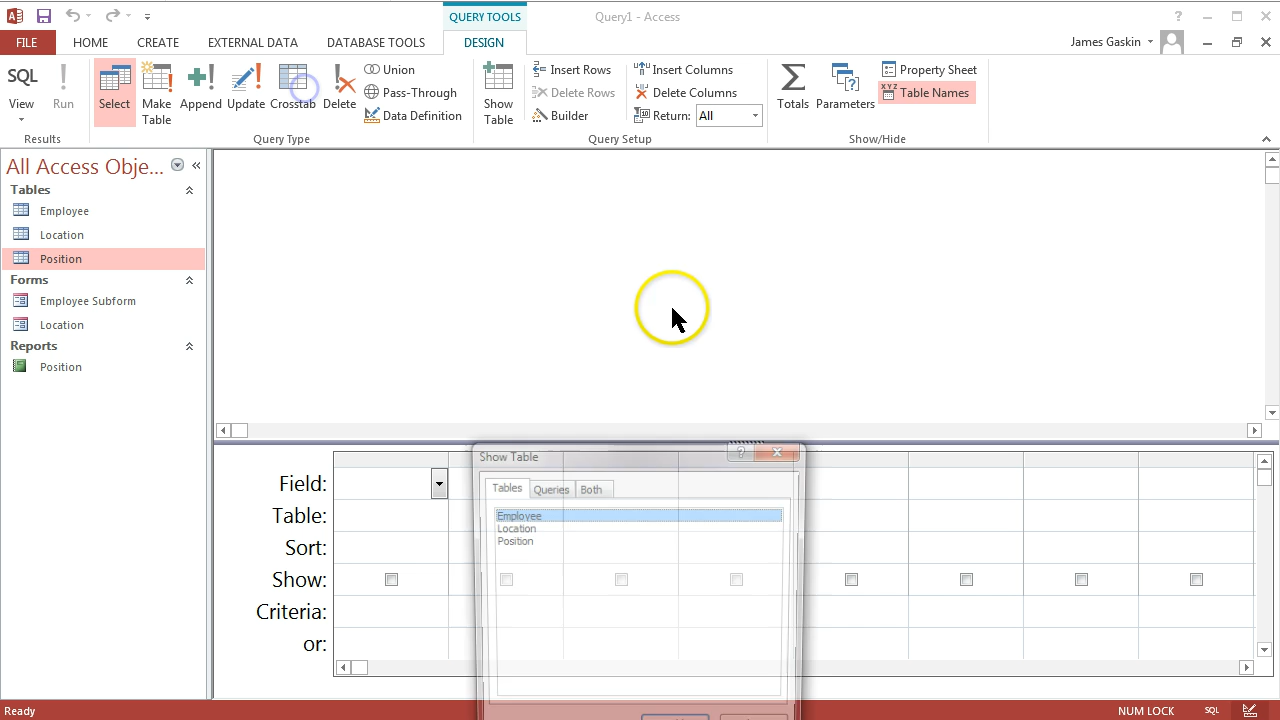 QUERY TOOLS
Query1 - Access
FILE
HOME
CREATE
EXTERNAL DATA
DATABASE TOOLS
DESIGN
James Gaskin
SQL
View
Run
Select
Make
Table
Append
Update
Crosstab
Delete
Union
Pass-Through
Data Definition
Show
Table
Insert Rows
Delete Rows
Builder
Insert Columns
Delete Columns
Return: All
Totals
Parameters
Property Sheet
XYZ
Table Names
Results
Query Type
Query Setup
Show/Hide
All Access Obje...
Tables
Employee
Location
Position
Forms
Employee Subform
Location
Reports
Position
Field:
Table:
Sort:
Show:
Criteria:
or:
Show Table
Tables
Queries
Both
Employee
Location
Position
Ready
NUM LOCK
SQL